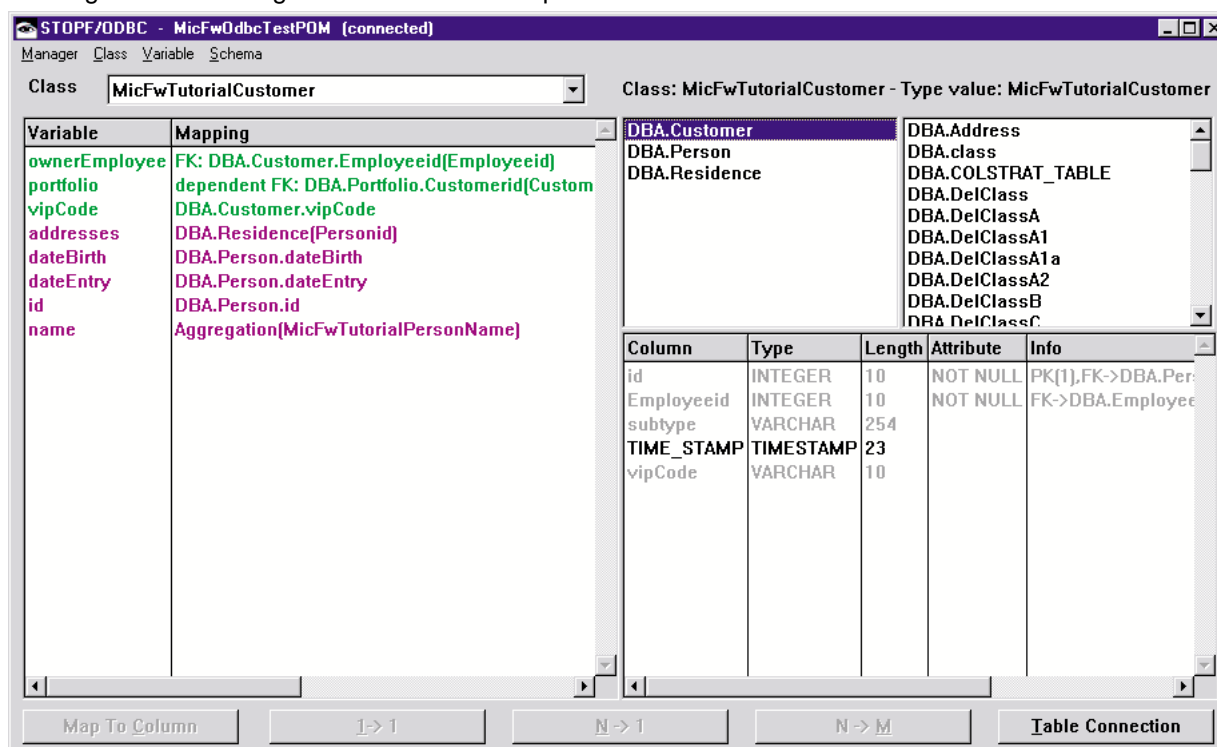 STOPF/ODBC - MicFwOdbcTestPOM (connected)
Manager Class Variable Schema
Class MicFwTutorialCustomer
Class: MicFwTutorialCustomer - Type value: MicFwTutorialCustomer
Variable Mapping
ownerEmployee FK: DBA.Customer.Employeeid(Employeeid)
portfolio dependent FK: DBA.Portfolio.Customerid(Custom
vipCode DBA.Customer.vipCode
addresses DBA.Residence(Personid)
dateBirth DBA.Person.dateBirth
dateEntry DBA.Person.dateEntry
id DBA.Person.id
name Aggregation(MicFwTutorialPersonName)
DBA.Customer
DBA.Person
DBA.Residence
DBA.Address
DBA.class
DBA.COLSTRAT_TABLE
DBA.DelClass
DBA.DelClassA
DBA.DelClassA1
DBA.DelClassA1a
DBA.DelClassA2
DBA.DelClassB
DBA.DelClassC
Column Type Length Attribute Info
id INTEGER 10 NOT NULL PK(1),FK->DBA.Per
Employeeid INTEGER 10 NOT NULL FK->DBA.Employee
subtype VARCHAR 254
TIME_STAMP TIMESTAMP 23
vipCode VARCHAR 10
Map To Column 1-> 1 N -> 1 N -> M Table Connection